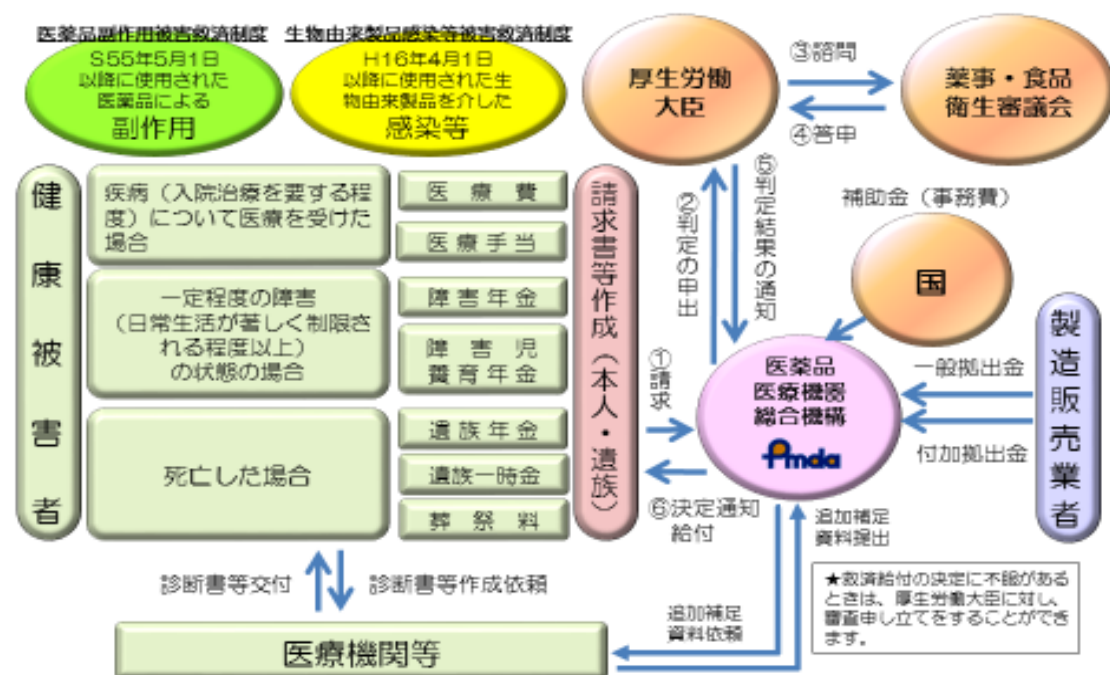 医薬品副作用被害救済制度
生物由来製品感染等被害救済制度
S55年5月1日
以降に使用された
医薬品による
副作用
H16年4月1日
以降に使用された生
物由来製品を介した
感染等
厚生労働
大臣
③諮問
④答申
薬事・食品
衛生審議会
健康被害者
疾病（入院治療を要する程
度）について医療を受けた
場合
医療費
医療手当
一定程度の障害
（日常生活が著しく制限さ
れる程度以上）
の状態の場合
障害年金
障害児
養育年金
死亡した場合
遺族年金
遺族一時金
葬祭料
請求書等作成（本人・遺族）
②判定の申出
⑤判定結果の通知
補助金（事務費）
国
①請求
医薬品
医療機器
総合機構
Pmda
一般拠出金
付加拠出金
製造販売業者
⑥決定通知
給付
追加補足
資料提出
診断書等交付
診断書等作成依頼
追加補足
資料依頼
医療機関等
★救済給付の決定に不服がある
ときは、厚生労働大臣に対し、
審査申し立てをすることができ
ます。